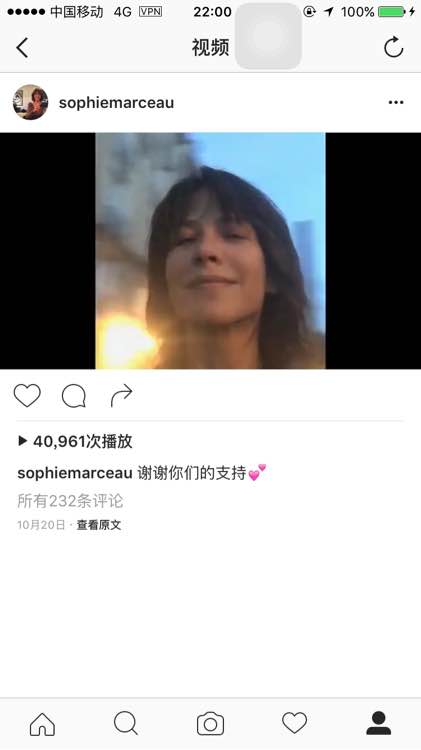 中国移动 4G VPN 22:00 100%
视频
sophiemarceau
40,961次播放
sophiemarceau 谢谢你们的支持💕
所有232条评论
10月20日 · 查看原文